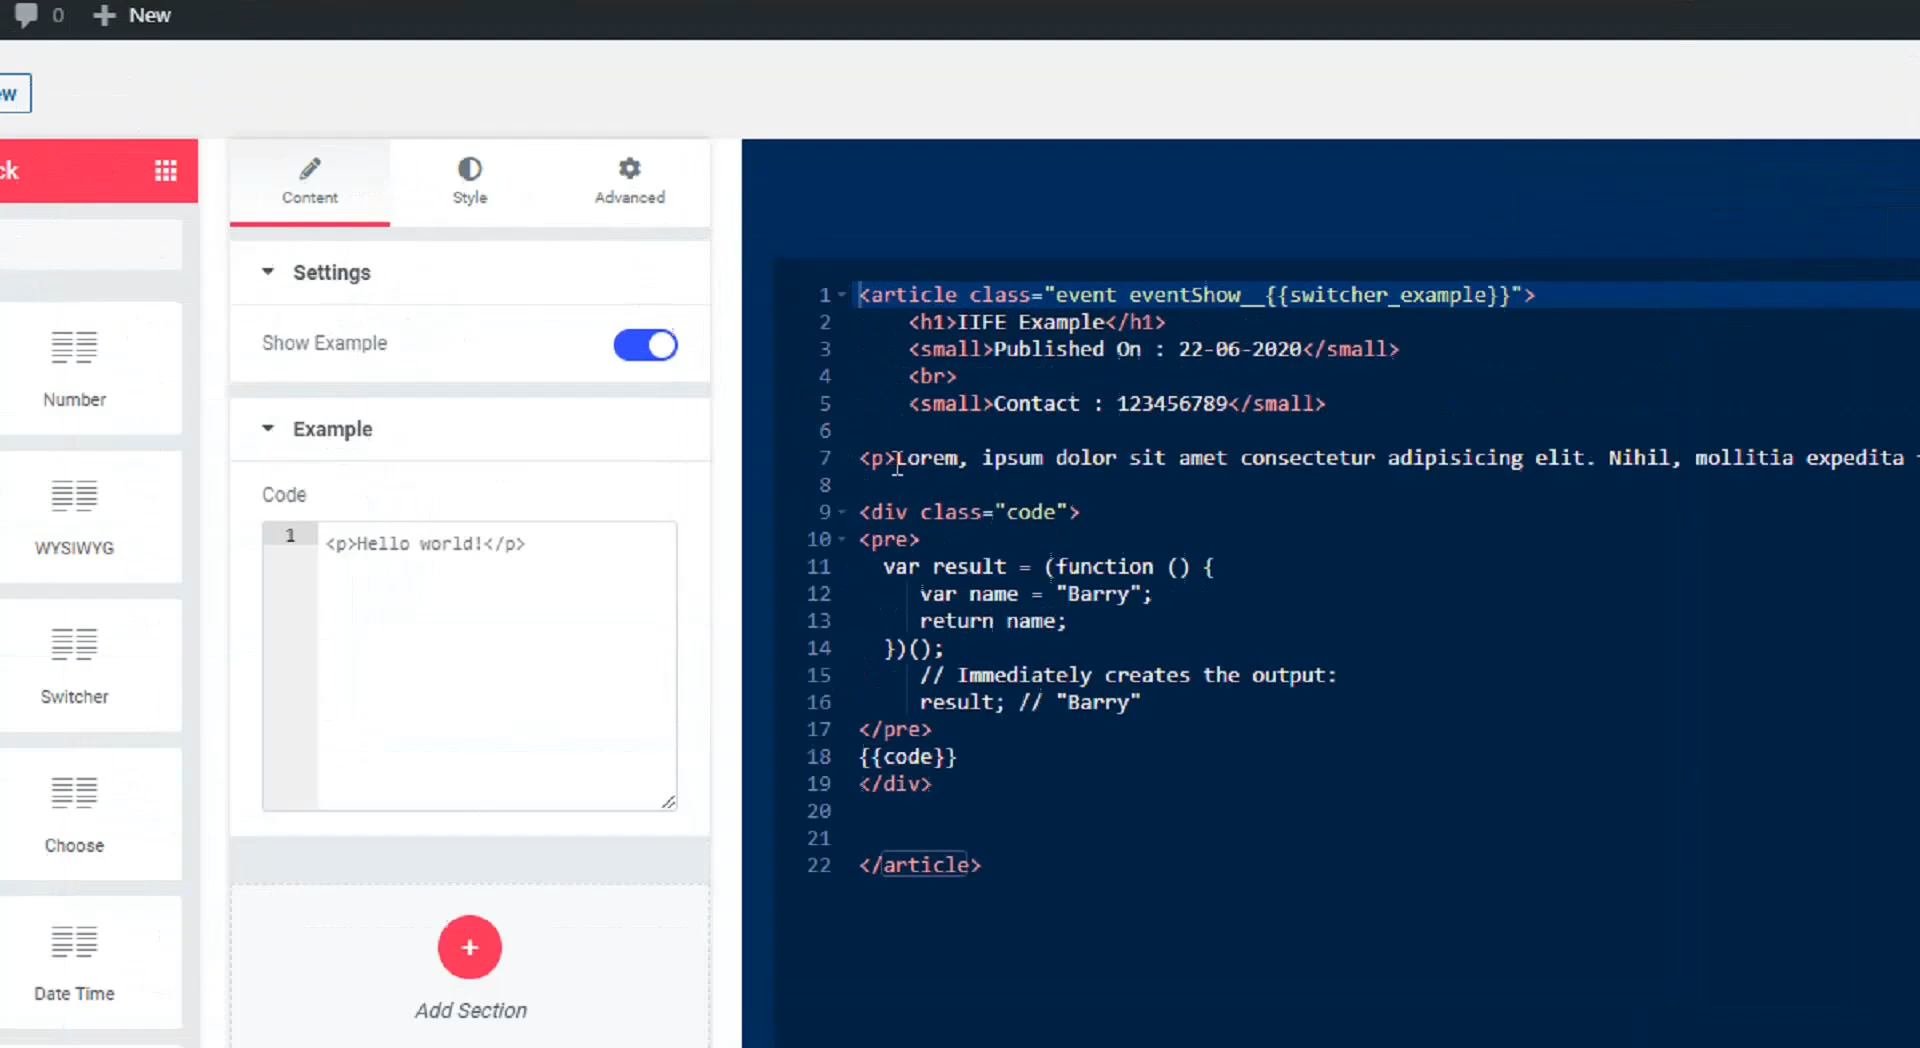 0 New
ew
ck
Content Style Advanced
Settings
Show Example
Example
Code
1 <p>Hello world!</p>
Add Section
Number
WYSIWYG
Switcher
Choose
Date Time
1 <article class="event eventShow__{{switcher_example}}">
2 <h1>IIFE Example</h1>
3 <small>Published On : 22-06-2020</small>
4 <br>
5 <small>Contact : 123456789</small>
6
7 <p>Lorem, ipsum dolor sit amet consectetur adipisicing elit. Nihil, mollitia expedita
8
9 <div class="code">
10 <pre>
11 var result = (function () {
12 var name = "Barry";
13 return name;
14 })();
15 // Immediately creates the output:
16 result; // "Barry"
17 </pre>
18 {{code}}
19 </div>
20
21
22 </article>